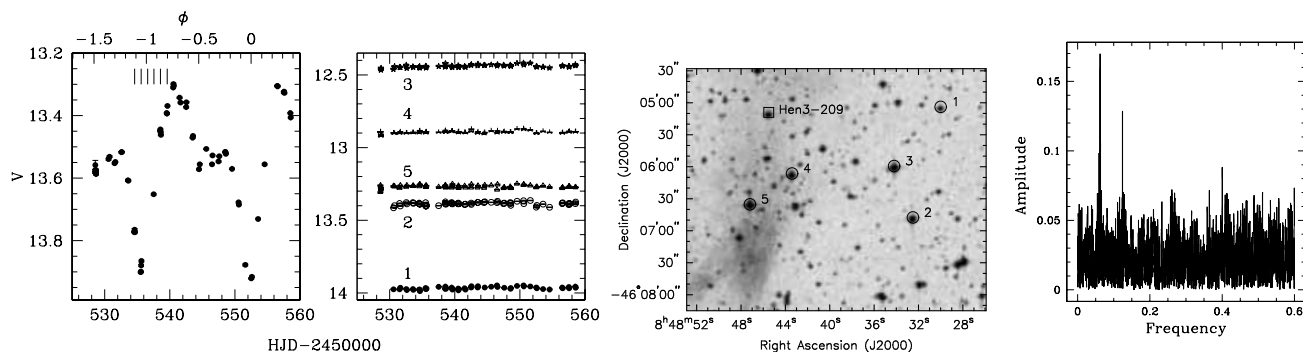 ϕ
−1.5 −1 −0.5 0
13.2
13.4
13.6
13.8
V
530 540 550 560
12.5
13
13.5
14
3
4
5
2
1
530 540 550 560
HJD−2450000
30"
05'00"
30"
06'00"
30"
07'00"
30"
−46°08'00"
Declination (J2000)
Hen3−209
1
3
4
5
2
8ʰ48ᵐ52ˢ 48ˢ 44ˢ 40ˢ 36ˢ 32ˢ 28ˢ
Right Ascension (J2000)
0.15
0.1
0.05
0
Amplitude
0 0.2 0.4 0.6
Frequency